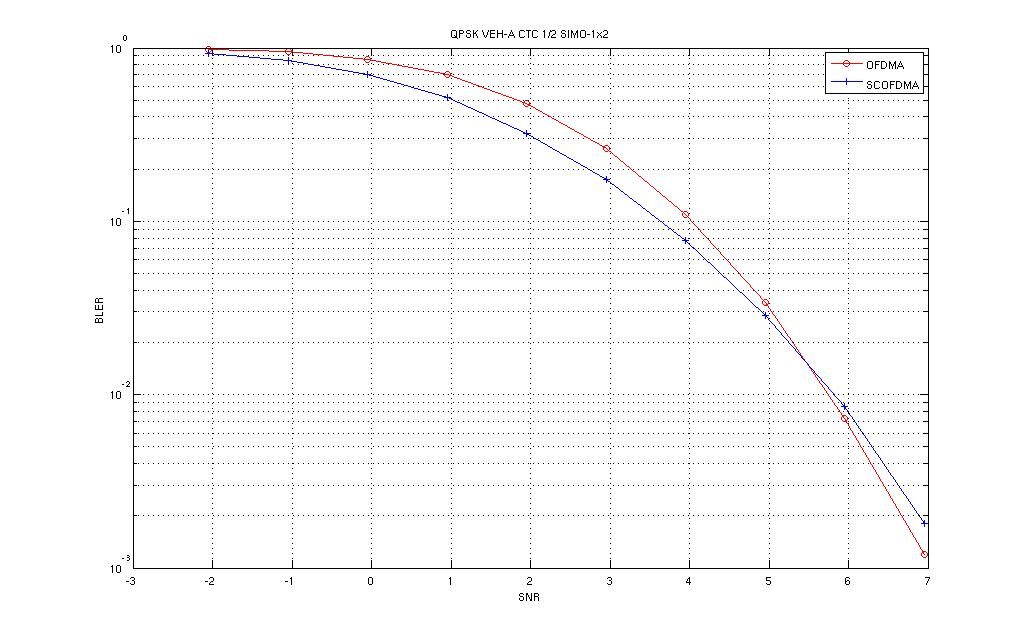 QPSK VEH-A CTC 1/2 SIMO-1x2
OFDMA
SCOFDMA
10^0
10^-1
10^-2
10^-3
BLER
-3 -2 -1 0 1 2 3 4 5 6 7
SNR